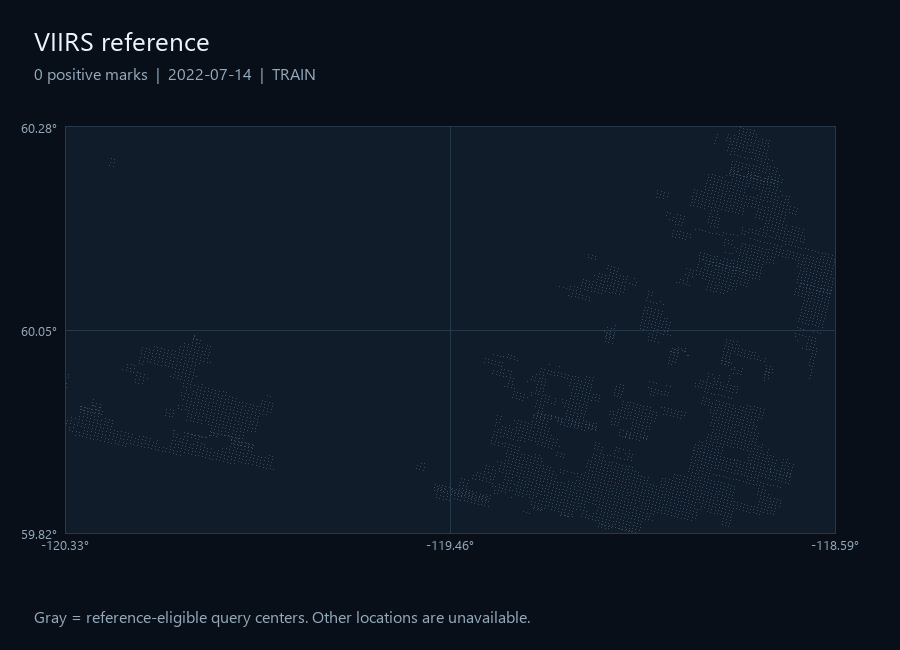 VIIRS reference
0 positive marks | 2022-07-14 | TRAIN
60.28°
60.05°
59.82°
-120.33°
-119.46°
-118.59°
Gray = reference-eligible query centers. Other locations are unavailable.